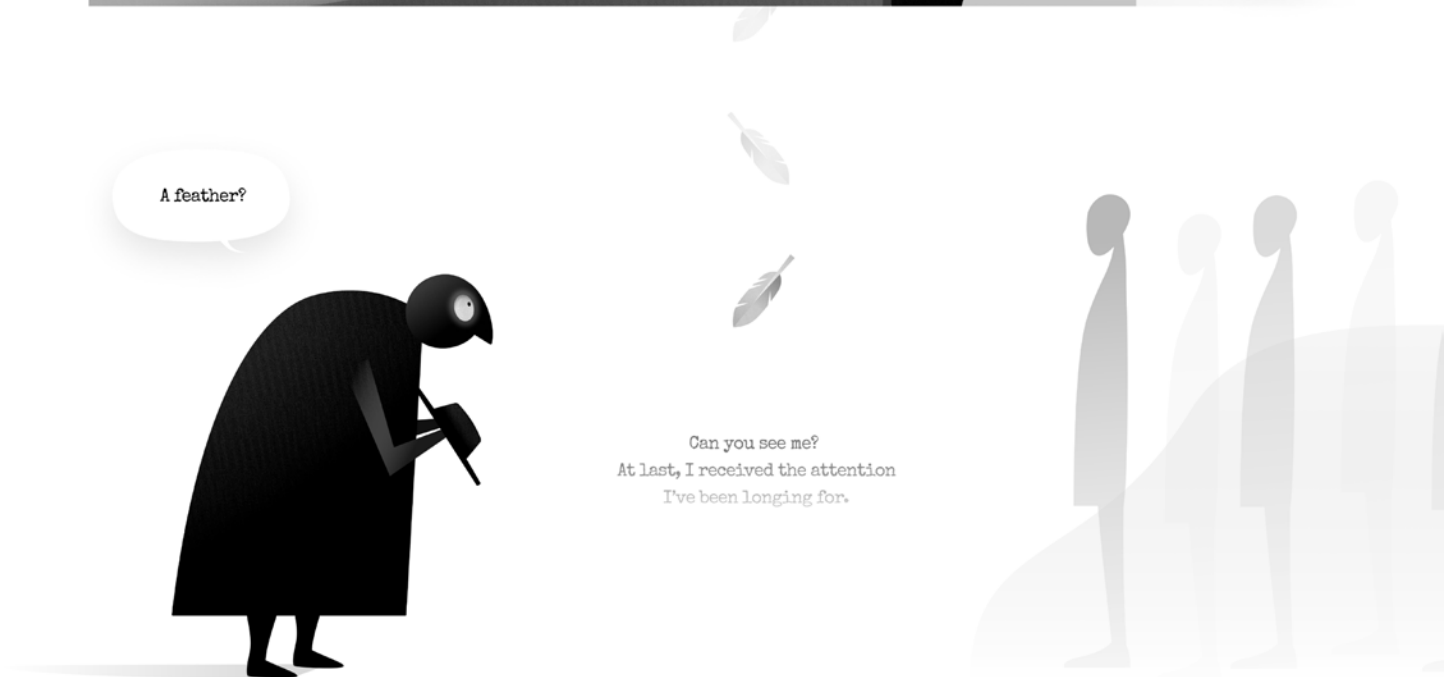 A feather?
Can you see me?
At last, I received the attention
I've been longing for.